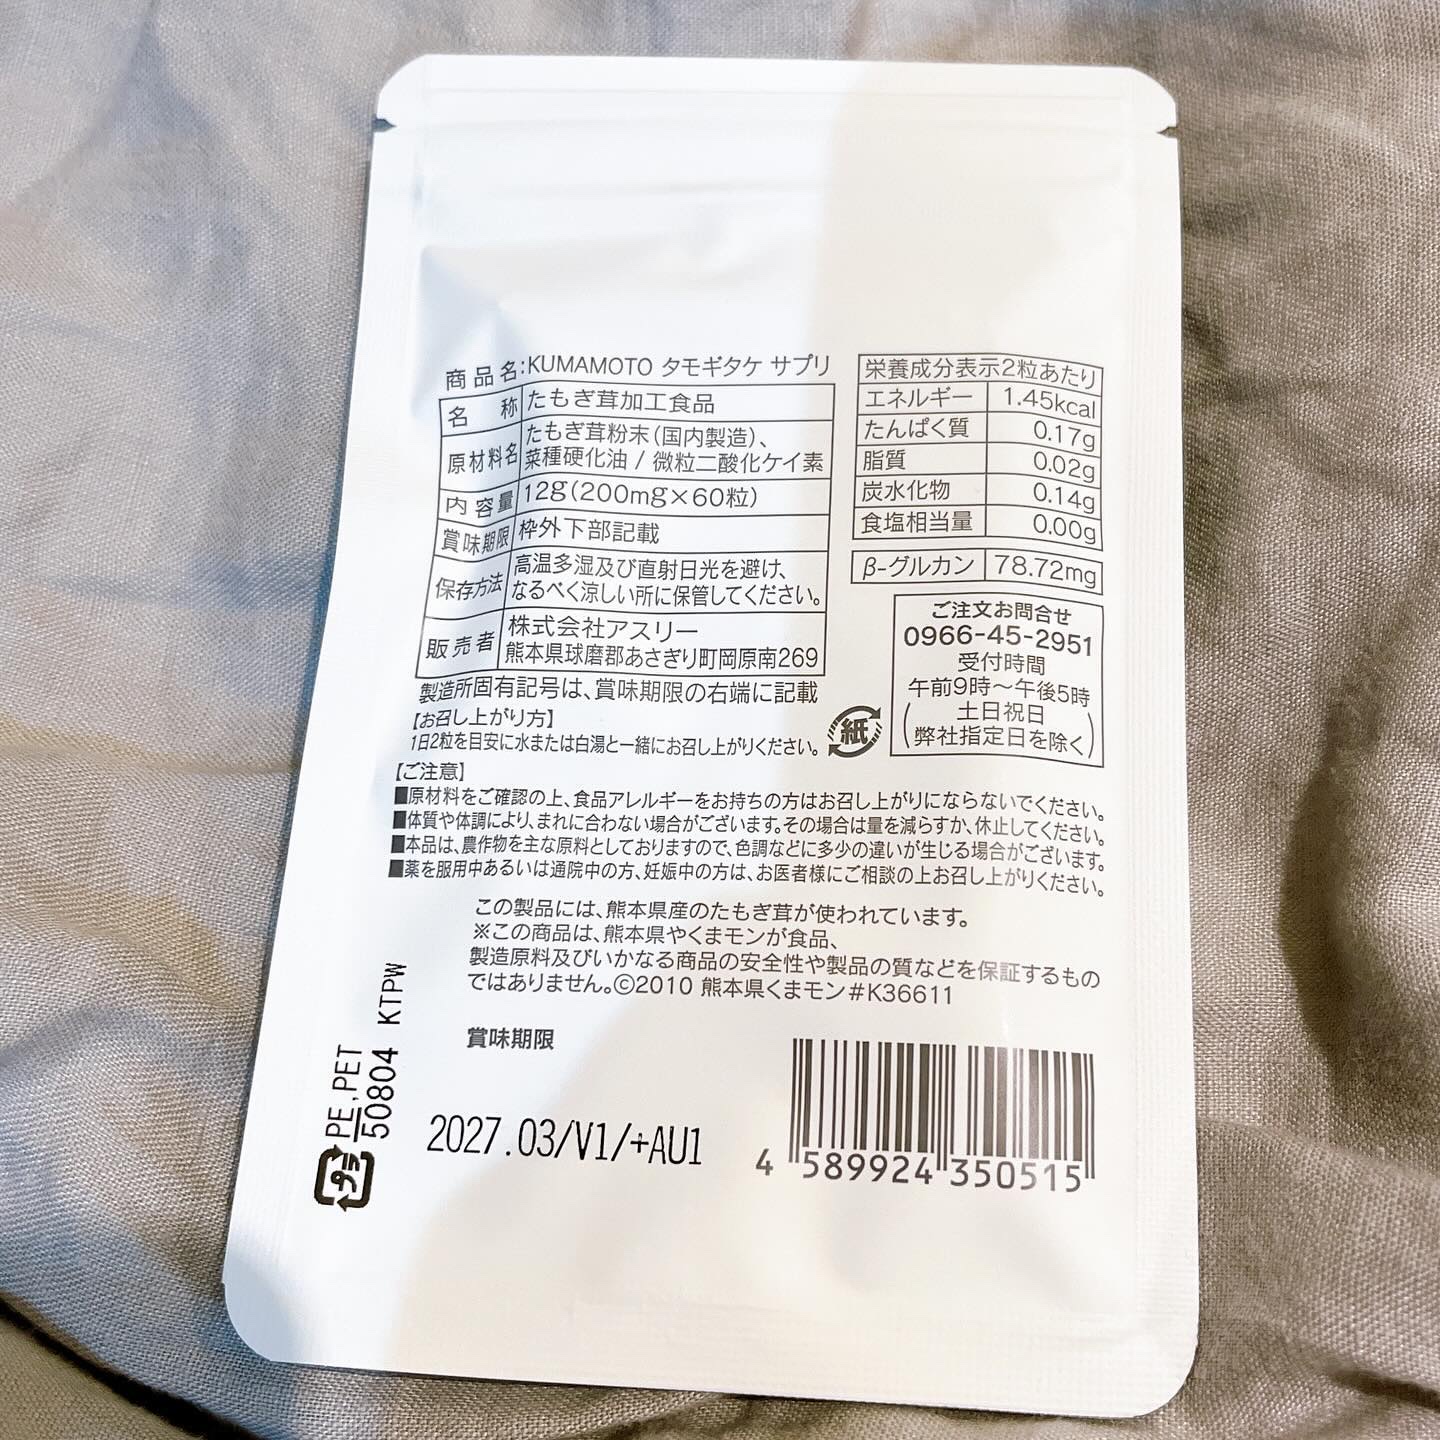 商品名:KUMAMOTO タモギタケ サプリ
名称 たもぎ茸加工食品
原材料名 たもぎ茸粉末(国内製造)、
菜種硬化油 / 微粒二酸化ケイ素
内容量 12g(200mg×60粒)
賞味期限 枠外下部記載
保存方法 高温多湿及び直射日光を避け、
なるべく涼しい所に保管してください。
販売者 株式会社アスリー
熊本県球磨郡あさぎり町岡原南269
製造所固有記号は、賞味期限の右端に記載
【お召し上がり方】
1日2粒を目安に水または白湯と一緒にお召し上がりください。
紙
栄養成分表示2粒あたり
エネルギー 1.45kcal
たんぱく質 0.17g
脂質 0.02g
炭水化物 0.14g
食塩相当量 0.00g
β-グルカン 78.72mg
ご注文お問合せ
0966-45-2951
受付時間
午前9時~午後5時
(土日祝日
弊社指定日を除く)
【ご注意】
■原材料をご確認の上、食品アレルギーをお持ちの方はお召し上がりにならないでください。
■体質や体調により、まれに合わない場合がございます。その場合は量を減らすか、休止してください。
■本品は、農作物を主な原料としておりますので、色調などに多少の違いが生じる場合がございます。
■薬を服用中あるいは通院中の方、妊娠中の方は、お医者様にご相談の上お召し上がりください。
この製品には、熊本県産のたもぎ茸が使われています。
※この商品は、熊本県やくまモンが食品、
製造原料及びいかなる商品の安全性や製品の質などを保証するもの
ではありません。©2010 熊本県くまモン#K36611
賞味期限
2027.03/V1/+AU1
プラ
PE,PET
50804 KTPW
4 589924 350515